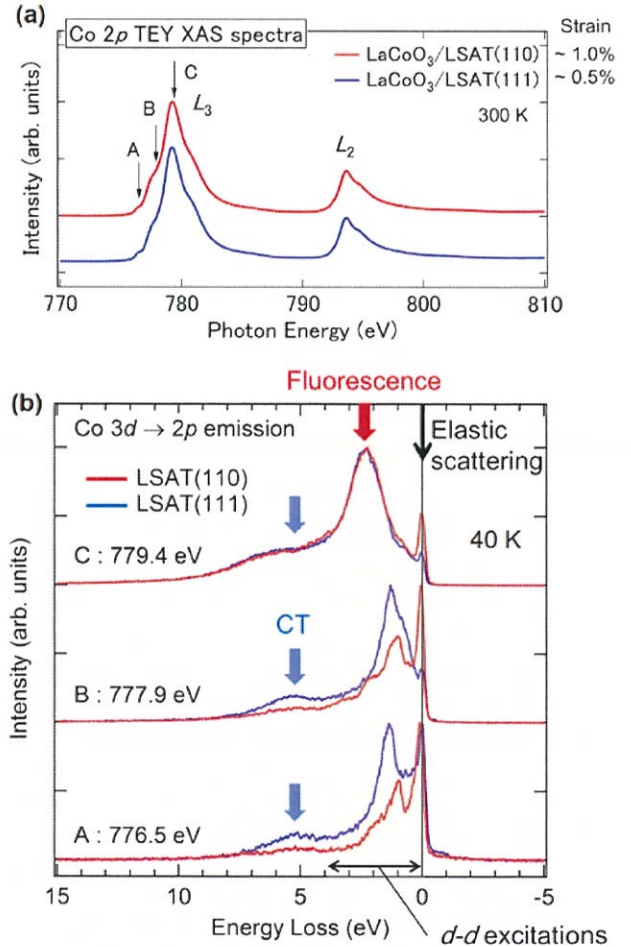 (a)
Co 2p TEY XAS spectra
Strain
LaCoO₃/LSAT(110) ~ 1.0%
LaCoO₃/LSAT(111) ~ 0.5%
300 K
A
B
C
L₃
L₂
Intensity (arb. units)
770 780 790 800 810
Photon Energy (eV)
Fluorescence
(b)
Co 3d → 2p emission
Elastic
scattering
LSAT(110)
LSAT(111)
40 K
C : 779.4 eV
CT
B : 777.9 eV
A : 776.5 eV
Intensity (arb. units)
15 10 5 0 -5
Energy Loss (eV)
d-d excitations